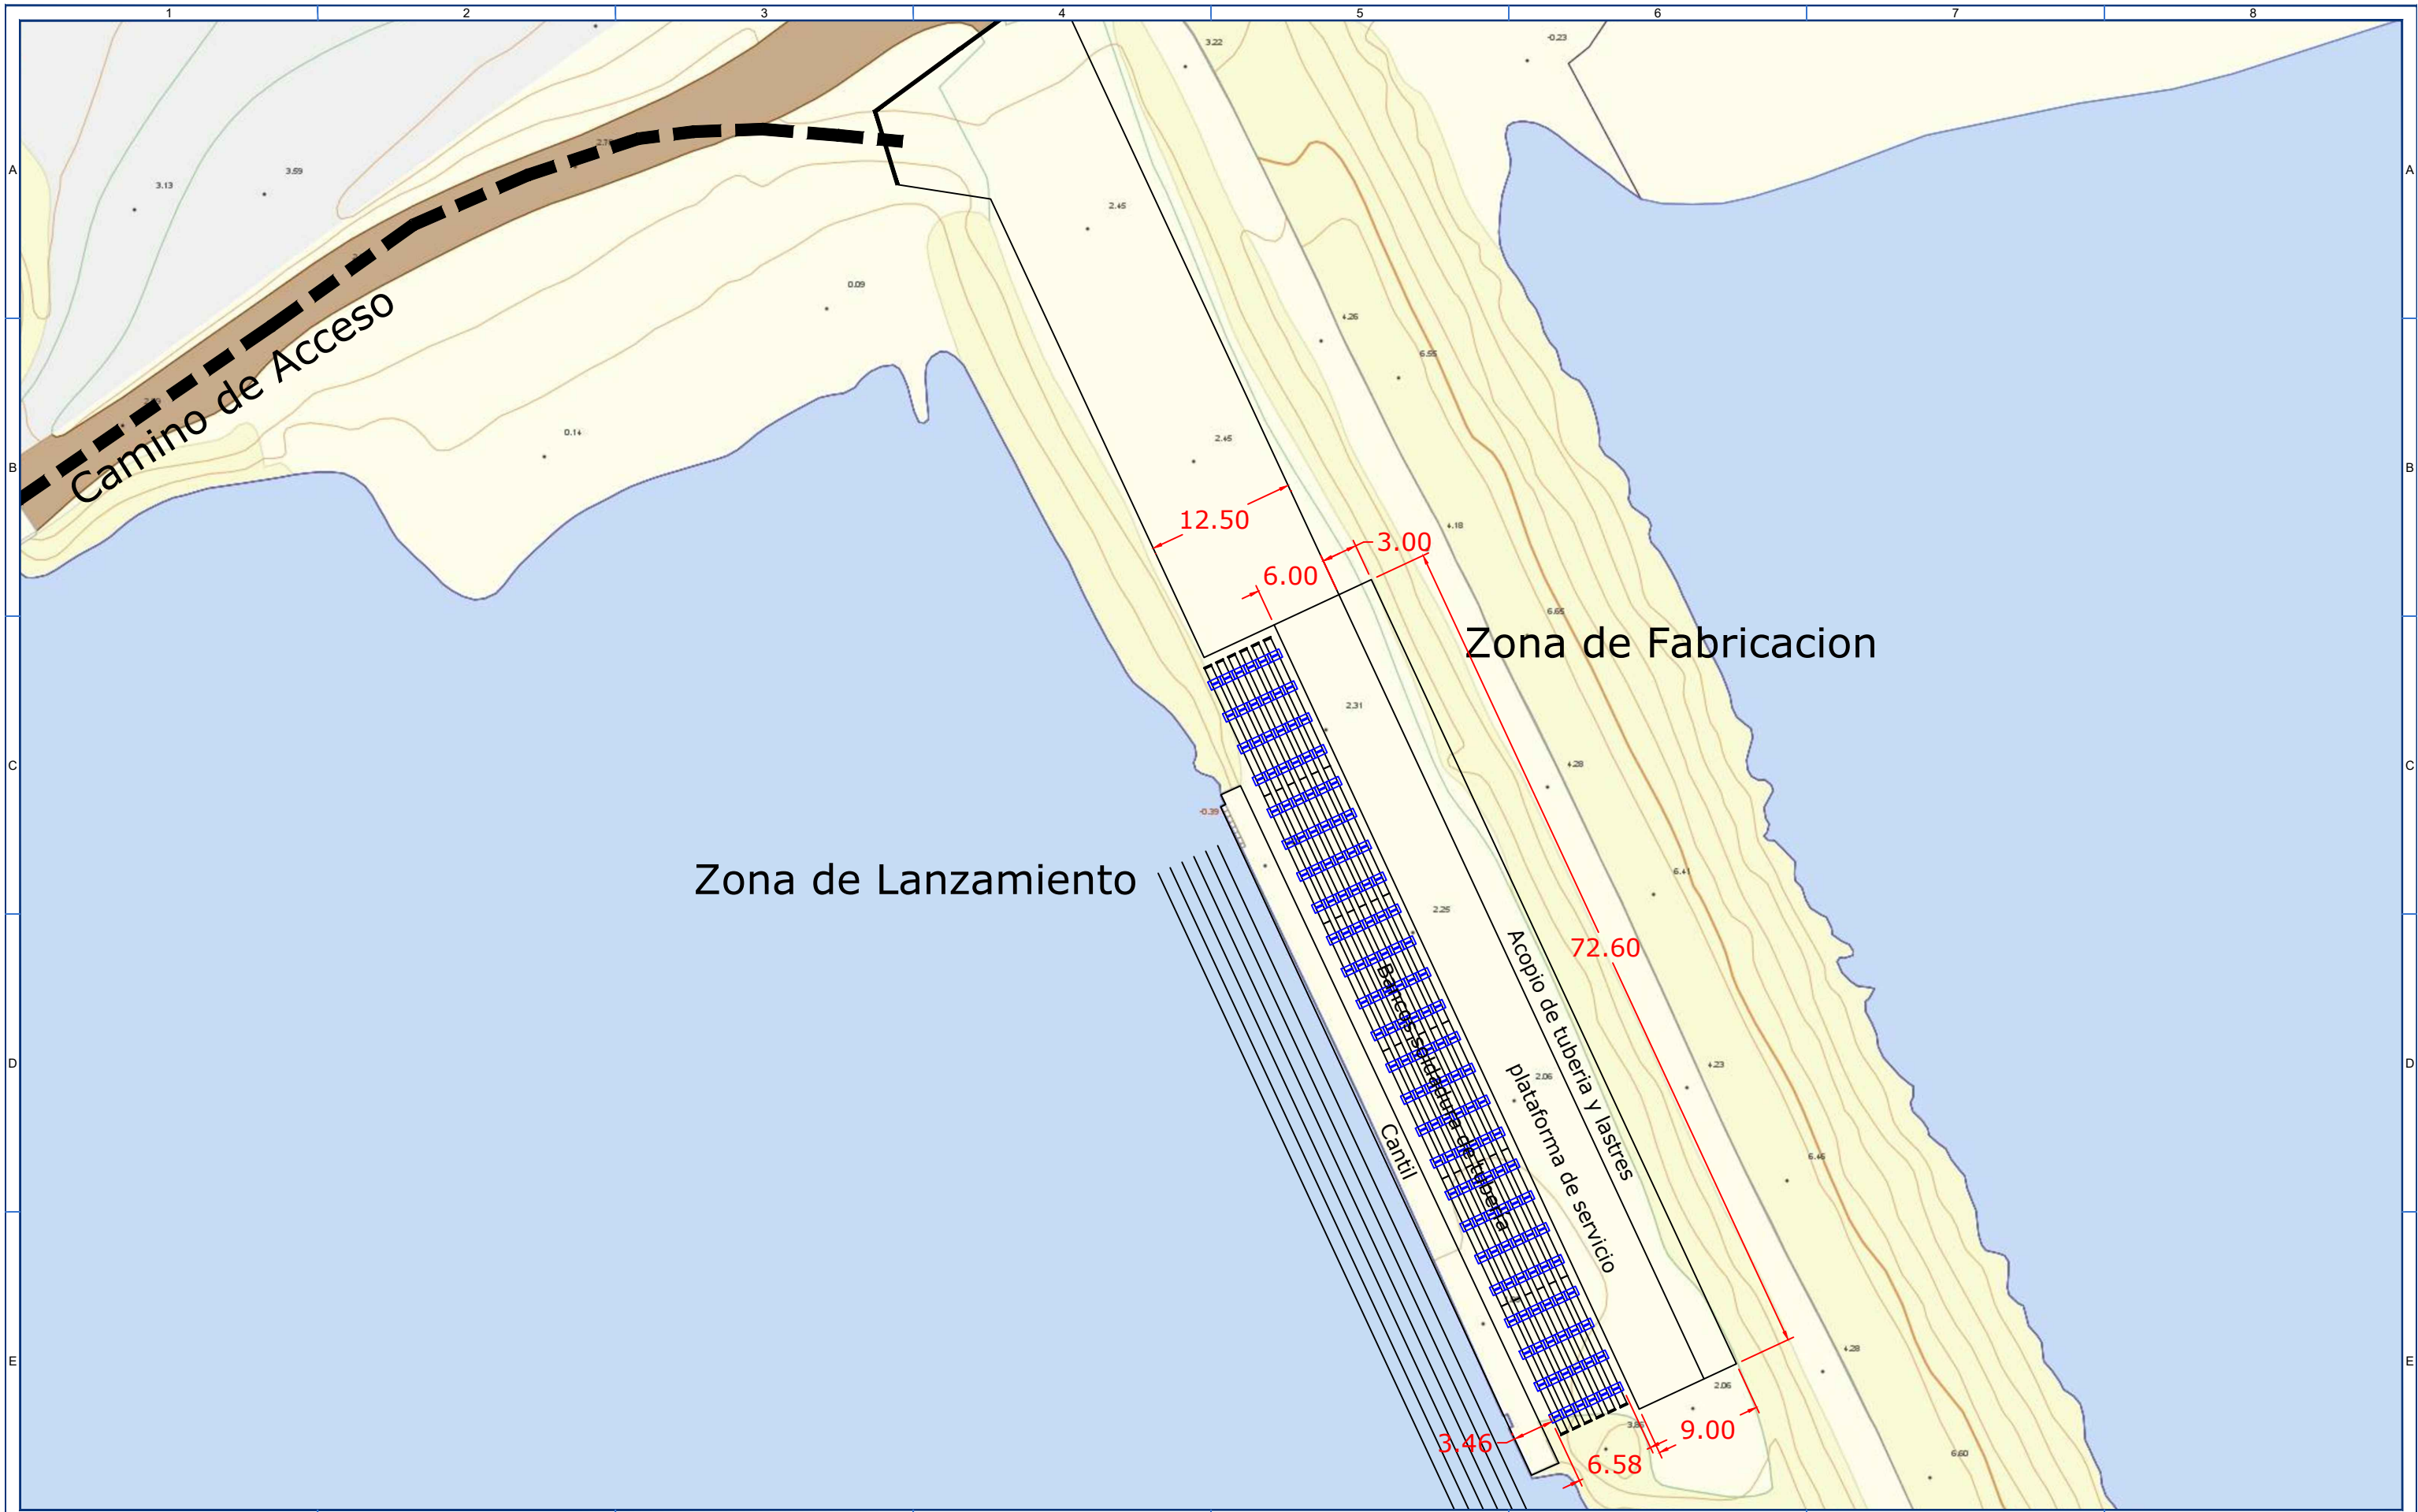 1 2 3 4 5 6 7 8
3.22
-0.23
A A
3.59
3.13
2.45
0.09
4.26
6.55
Camino de Acceso
0.14
2.45
B B
12.50
4.18
3.00
6.00
6.65
Zona de Fabricacion
2.31
C C
4.28
-0.39
Zona de Lanzamiento
6.41
2.25
72.60
Acopio de tuberia y lastres
Bancos soldadura de tuberia
plataforma de servicio
D D
4.23
2.06
Cantil
6.46
4.28
E E
2.06
9.00
3.46
6.58
6.60